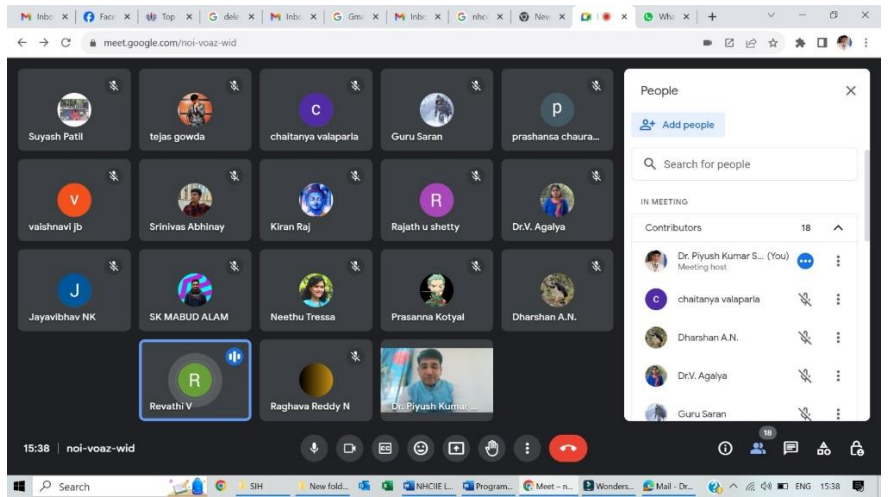 Inbo Face Top G dele Inbo G Gma Inbo G nhce New Wha
meet.google.com/noi-voaz-wid
Suyash Patil
tejas gowda
C
chaitanya valaparla
Guru Saran
p
prashansa chaura...
V
vaishnavi jb
Srinivas Abhinay
Kiran Raj
R
Rajath u shetty
Dr.V. Agalya
J
Jayavibhav NK
SK MABUD ALAM
Neethu Tressa
Prasanna Kotyal
Dharshan A.N.
R
Revathi V
Raghava Reddy N
Dr. Piyush Kumar ...
People
Add people
Search for people
IN MEETING
Contributors 18
Dr. Piyush Kumar S... (You)
Meeting host
C chaitanya valaparla
Dharshan A.N.
Dr.V. Agalya
Guru Saran
15:38 | noi-voaz-wid
CC
18
Search SIH New fold... NHCIIE L... Program... Meet – n... Wonders... Mail - Dr... ENG 15:38